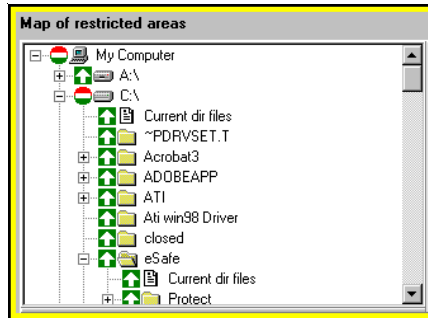 Map of restricted areas
My Computer
A:\
C:\
Current dir files
~PDRVSET.T
Acrobat3
ADOBEAPP
ATI
Ati win98 Driver
closed
eSafe
Current dir files
Protect